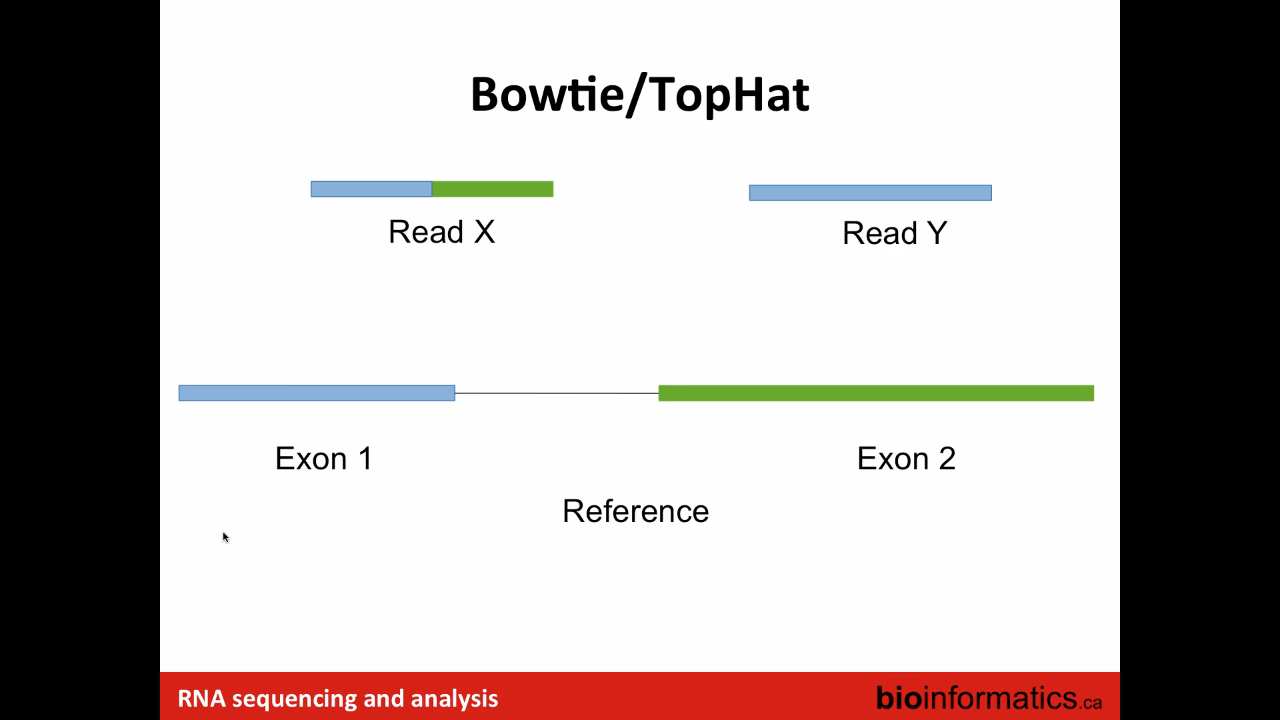 Bowtie/TopHat
Read X
Read Y
Exon 1
Exon 2
Reference
RNA sequencing and analysis
bioinformatics.ca